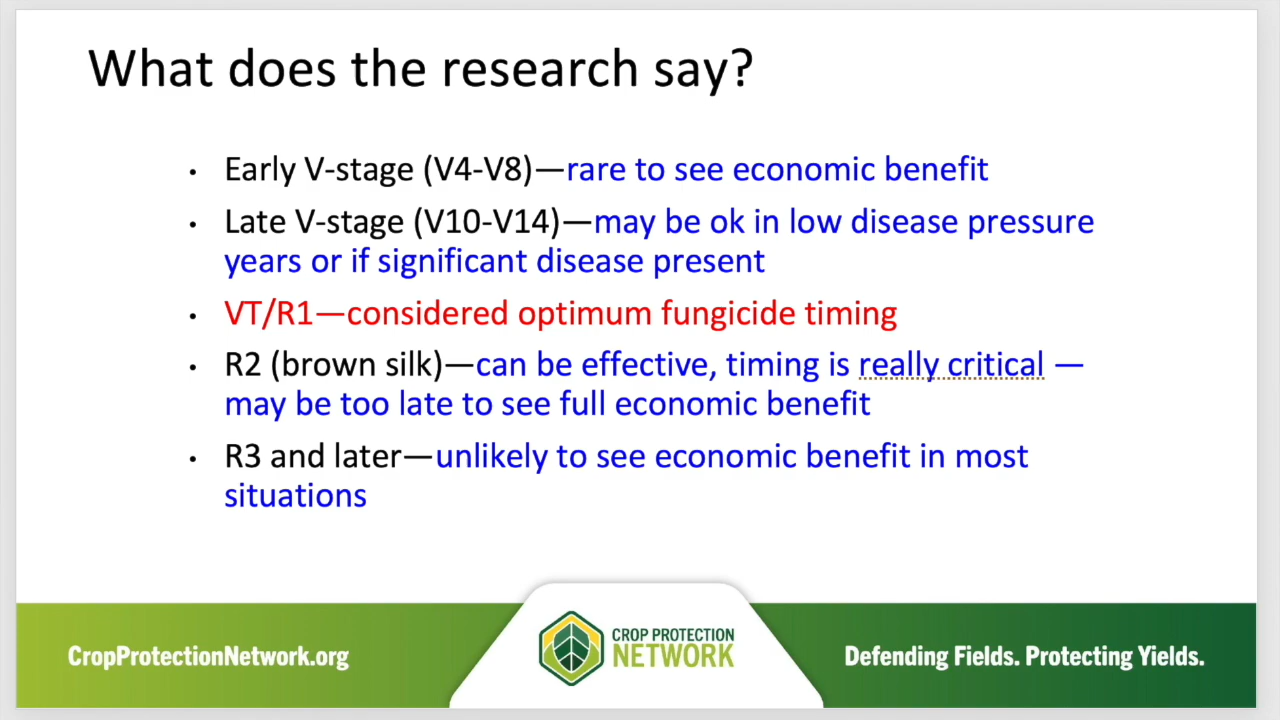 What does the research say?
• Early V-stage (V4-V8)—rare to see economic benefit
• Late V-stage (V10-V14)—may be ok in low disease pressure
years or if significant disease present
• VT/R1—considered optimum fungicide timing
• R2 (brown silk)—can be effective, timing is really critical —
may be too late to see full economic benefit
• R3 and later—unlikely to see economic benefit in most
situations
CropProtectionNetwork.org
CROP PROTECTION
NETWORK
Defending Fields. Protecting Yields.